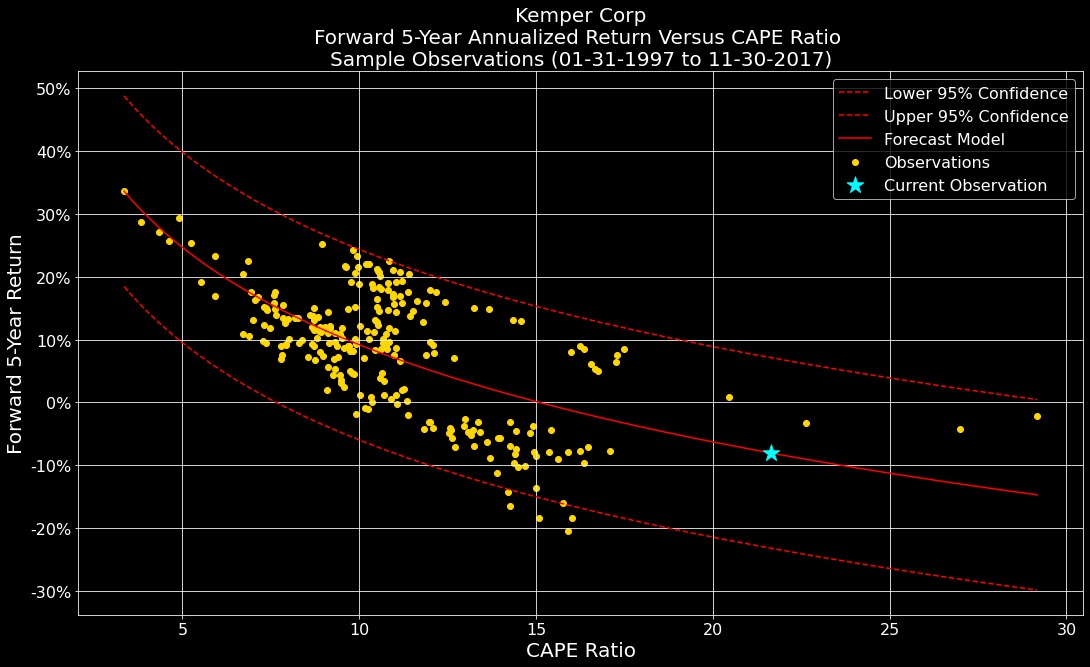 Kemper Corp
Forward 5-Year Annualized Return Versus CAPE Ratio
Sample Observations (01-31-1997 to 11-30-2017)
Lower 95% Confidence
Upper 95% Confidence
Forecast Model
Observations
Current Observation
Forward 5-Year Return
50%
40%
30%
20%
10%
0%
-10%
-20%
-30%
5
10
15
20
25
30
CAPE Ratio